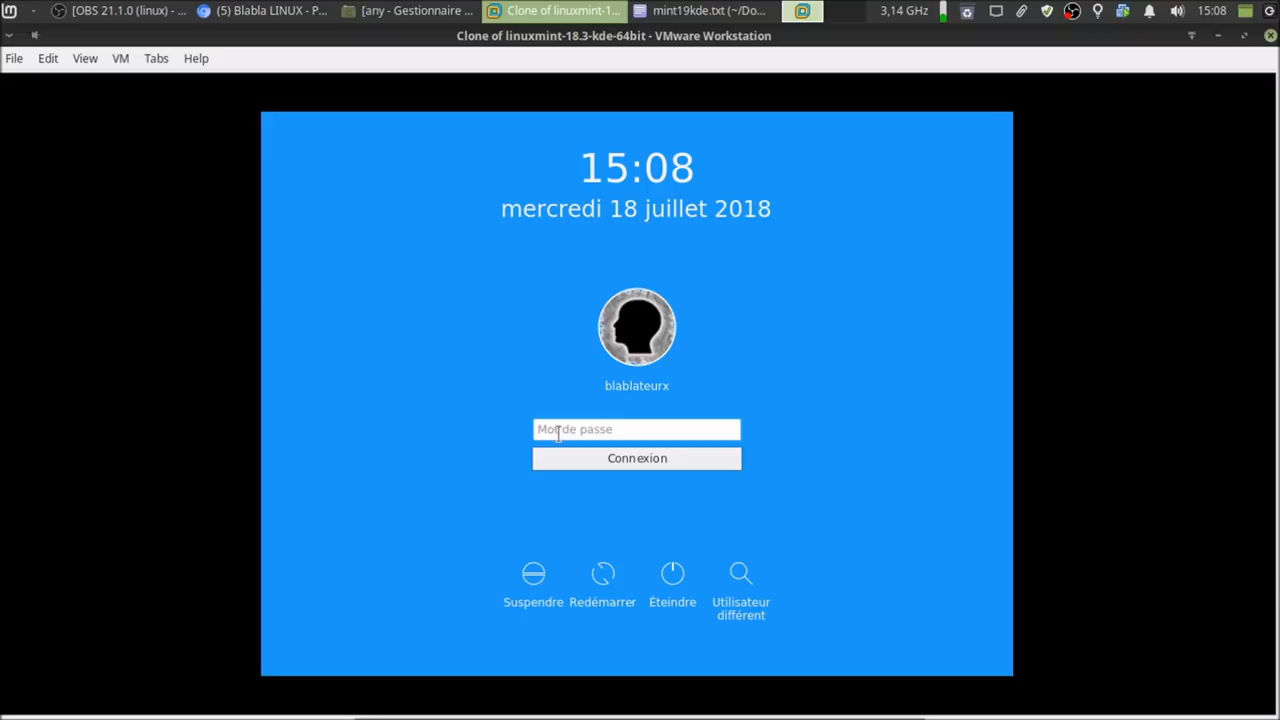 [OBS 21.1.0 (linux) - ... (5) Blabla LINUX - P... [any - Gestionnaire ... Clone of linuxmint-1... mint19kde.txt (~/Do... 3,14 GHz 15:08
Clone of linuxmint-18.3-kde-64bit - VMware Workstation
File Edit View VM Tabs Help
15:08
mercredi 18 juillet 2018
blablateurx
Mot de passe
Connexion
Suspendre Redémarrer Éteindre Utilisateur
différent